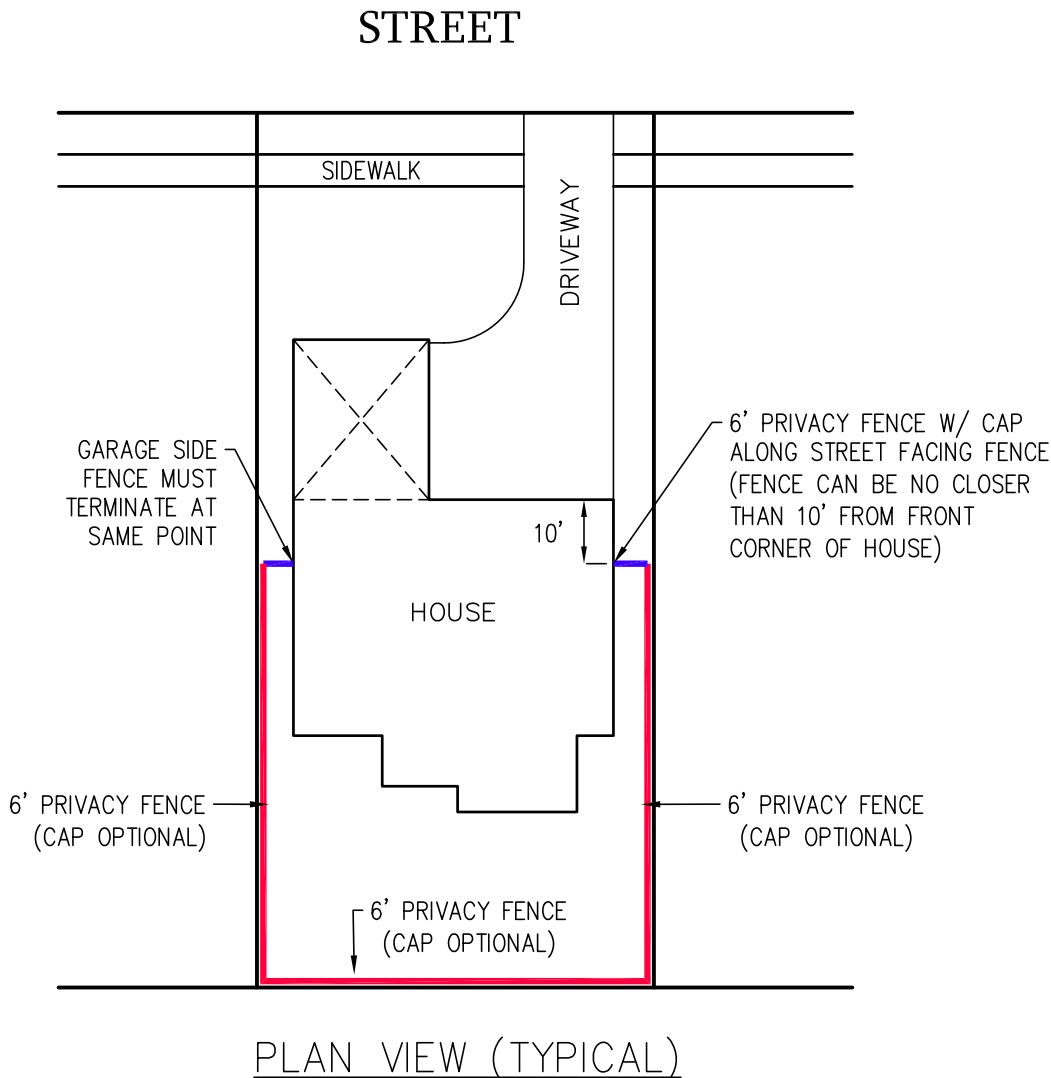 STREET
SIDEWALK
DRIVEWAY
6' PRIVACY FENCE W/ CAP
ALONG STREET FACING FENCE
(FENCE CAN BE NO CLOSER
THAN 10' FROM FRONT
CORNER OF HOUSE)
GARAGE SIDE
FENCE MUST
TERMINATE AT
SAME POINT
10'
HOUSE
6' PRIVACY FENCE
(CAP OPTIONAL)
6' PRIVACY FENCE
(CAP OPTIONAL)
6' PRIVACY FENCE
(CAP OPTIONAL)
PLAN VIEW (TYPICAL)